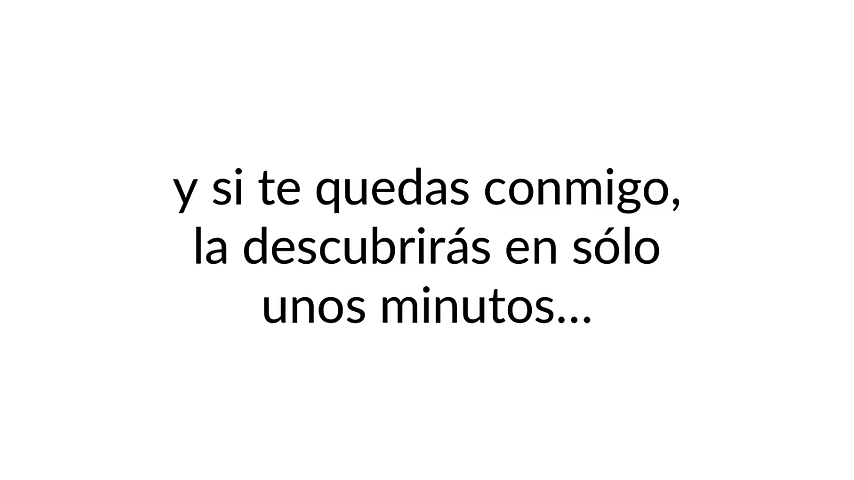 y si te quedas conmigo,
la descubrirás en sólo
unos minutos...